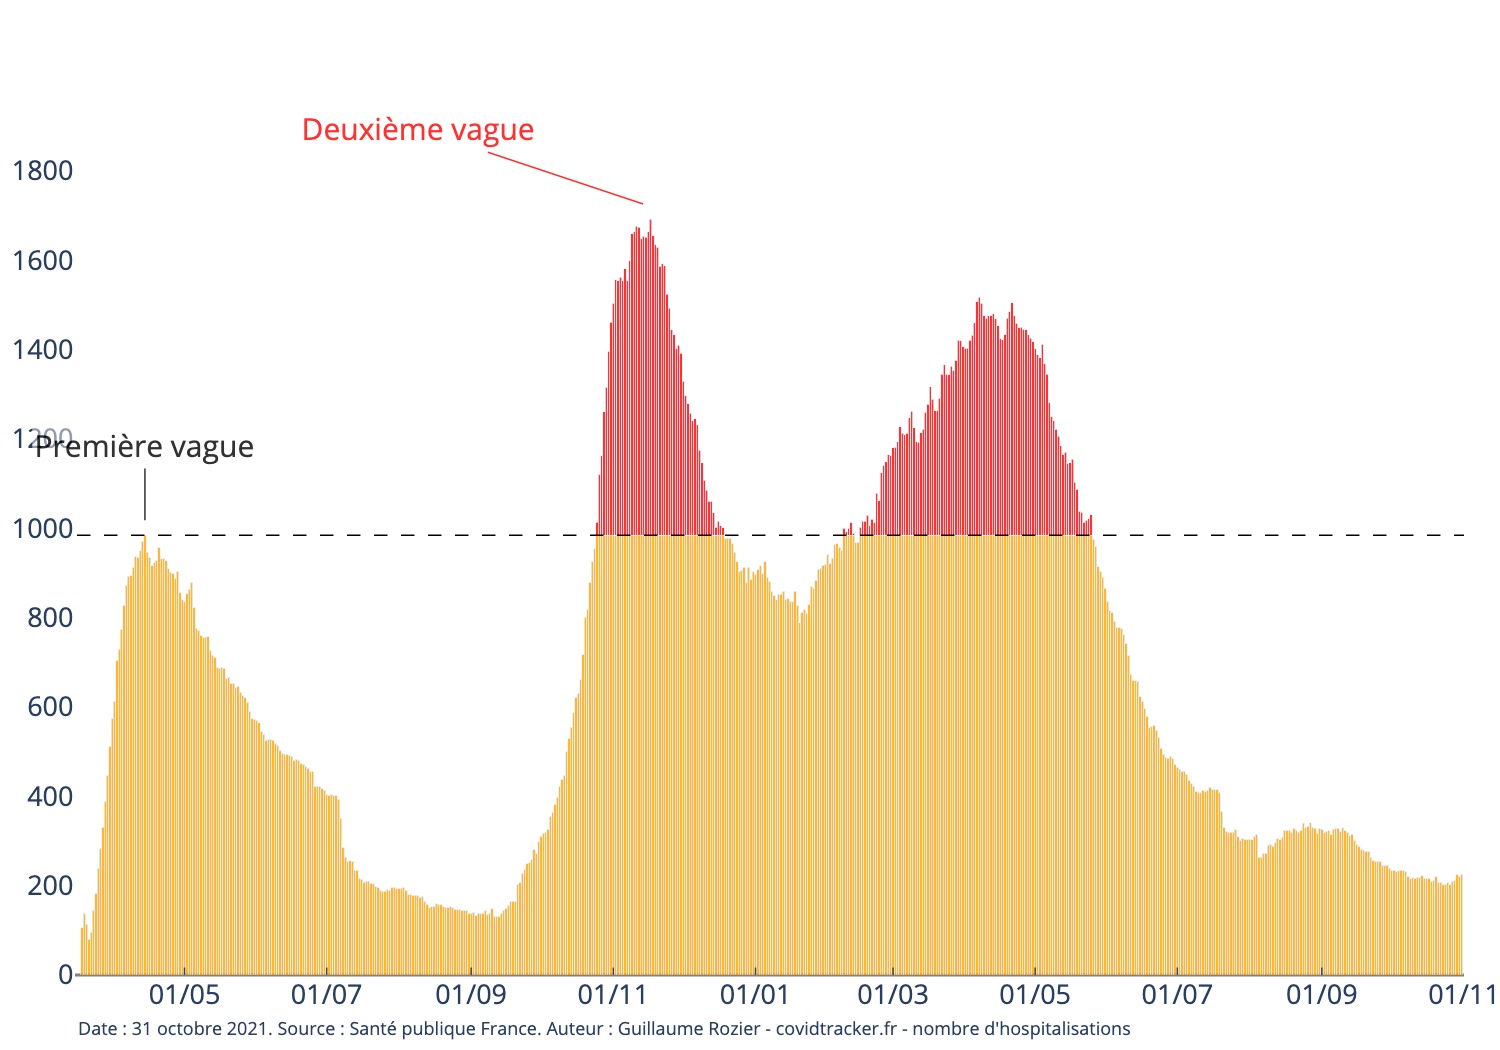 Deuxième vague
1800
1600
1400
1200
Première vague
1000
800
600
400
200
0
01/05 01/07 01/09 01/11 01/01 01/03 01/05 01/07 01/09 01/11
Date : 31 octobre 2021. Source : Santé publique France. Auteur : Guillaume Rozier - covidtracker.fr - nombre d'hospitalisations